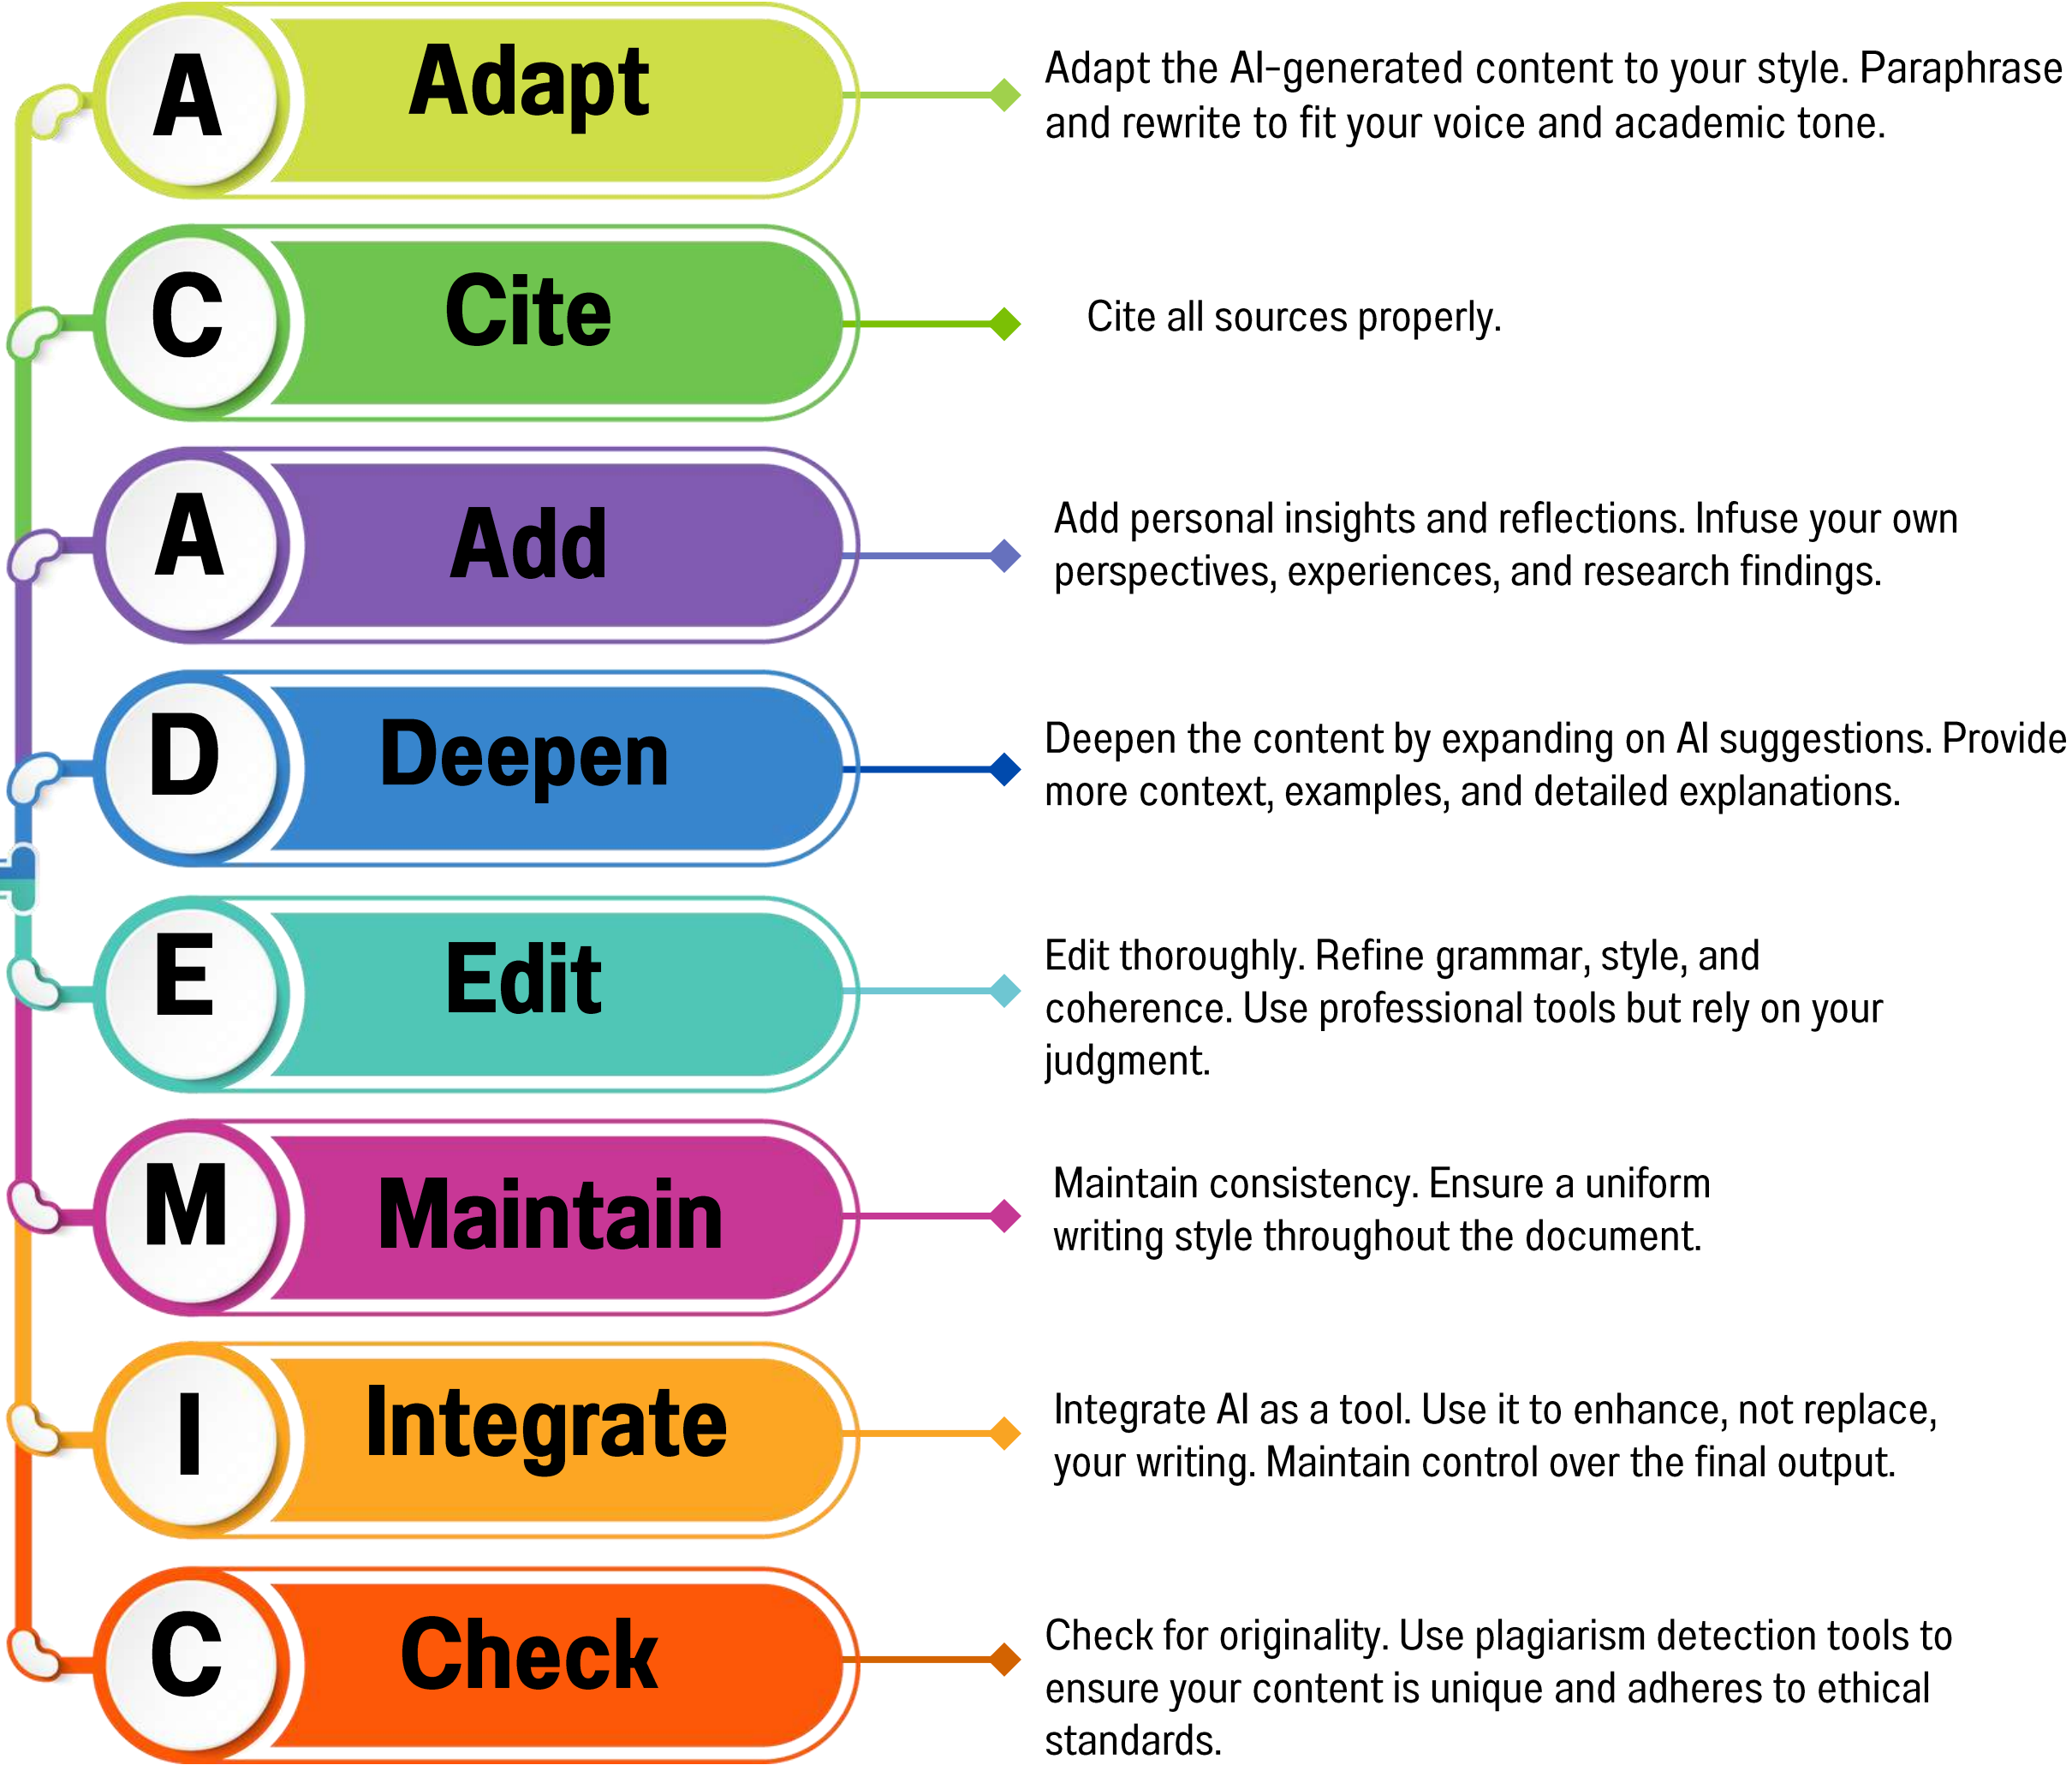 A
Adapt
Adapt the AI-generated content to your style. Paraphrase
and rewrite to fit your voice and academic tone.
C
Cite
Cite all sources properly.
A
Add
Add personal insights and reflections. Infuse your own
perspectives, experiences, and research findings.
D
Deepen
Deepen the content by expanding on AI suggestions. Provide
more context, examples, and detailed explanations.
E
Edit
Edit thoroughly. Refine grammar, style, and
coherence. Use professional tools but rely on your
judgment.
M
Maintain
Maintain consistency. Ensure a uniform
writing style throughout the document.
I
Integrate
Integrate AI as a tool. Use it to enhance, not replace,
your writing. Maintain control over the final output.
C
Check
Check for originality. Use plagiarism detection tools to
ensure your content is unique and adheres to ethical
standards.